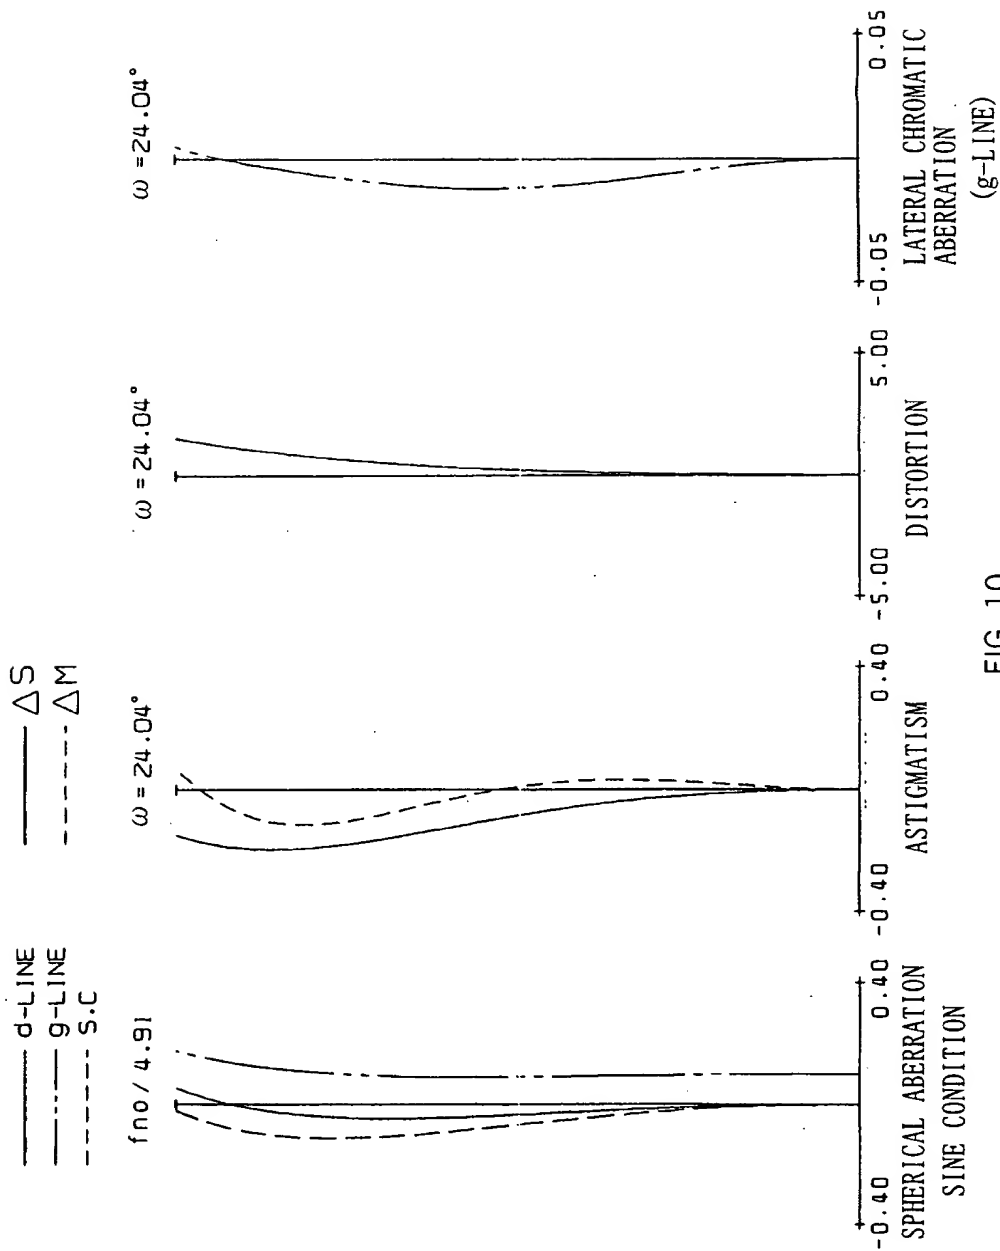 d-LINE
g-LINE
S.C
ΔS
ΔM
fno / 4.91
-0.40
0.40
SPHERICAL ABERRATION
SINE CONDITION
ω = 24.04°
-0.40
0.40
ASTIGMATISM
ω = 24.04°
-5.00
5.00
DISTORTION
ω = 24.04°
-0.05
0.05
LATERAL CHROMATIC
ABERRATION
(g-LINE)
FIG. 10